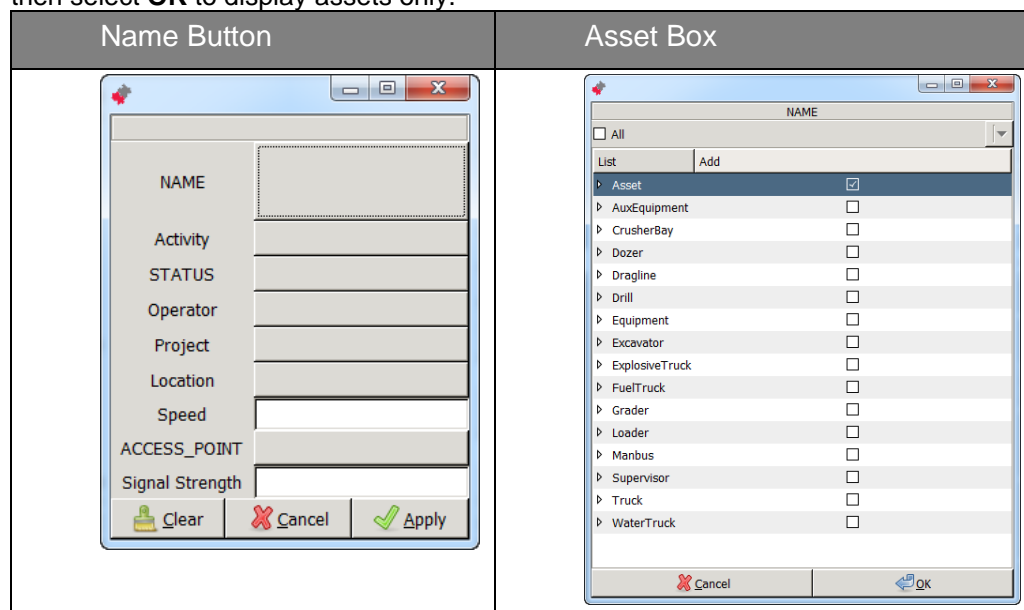 then select OK to display assets only.
Name Button
Asset Box
NAME
Activity
STATUS
Operator
Project
Location
Speed
ACCESS_POINT
Signal Strength
Clear Cancel Apply
NAME
All
List Add
Asset
AuxEquipment
CrusherBay
Dozer
Dragline
Drill
Equipment
Excavator
ExplosiveTruck
FuelTruck
Grader
Loader
Manbus
Supervisor
Truck
WaterTruck
Cancel OK